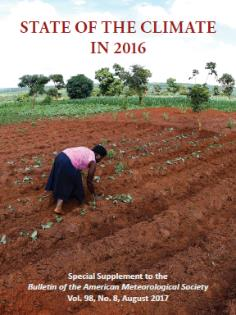 STATE OF THE CLIMATE
IN 2016
Special Supplement to the
Bulletin of the American Meteorological Society
Vol. 98, No. 8, August 2017